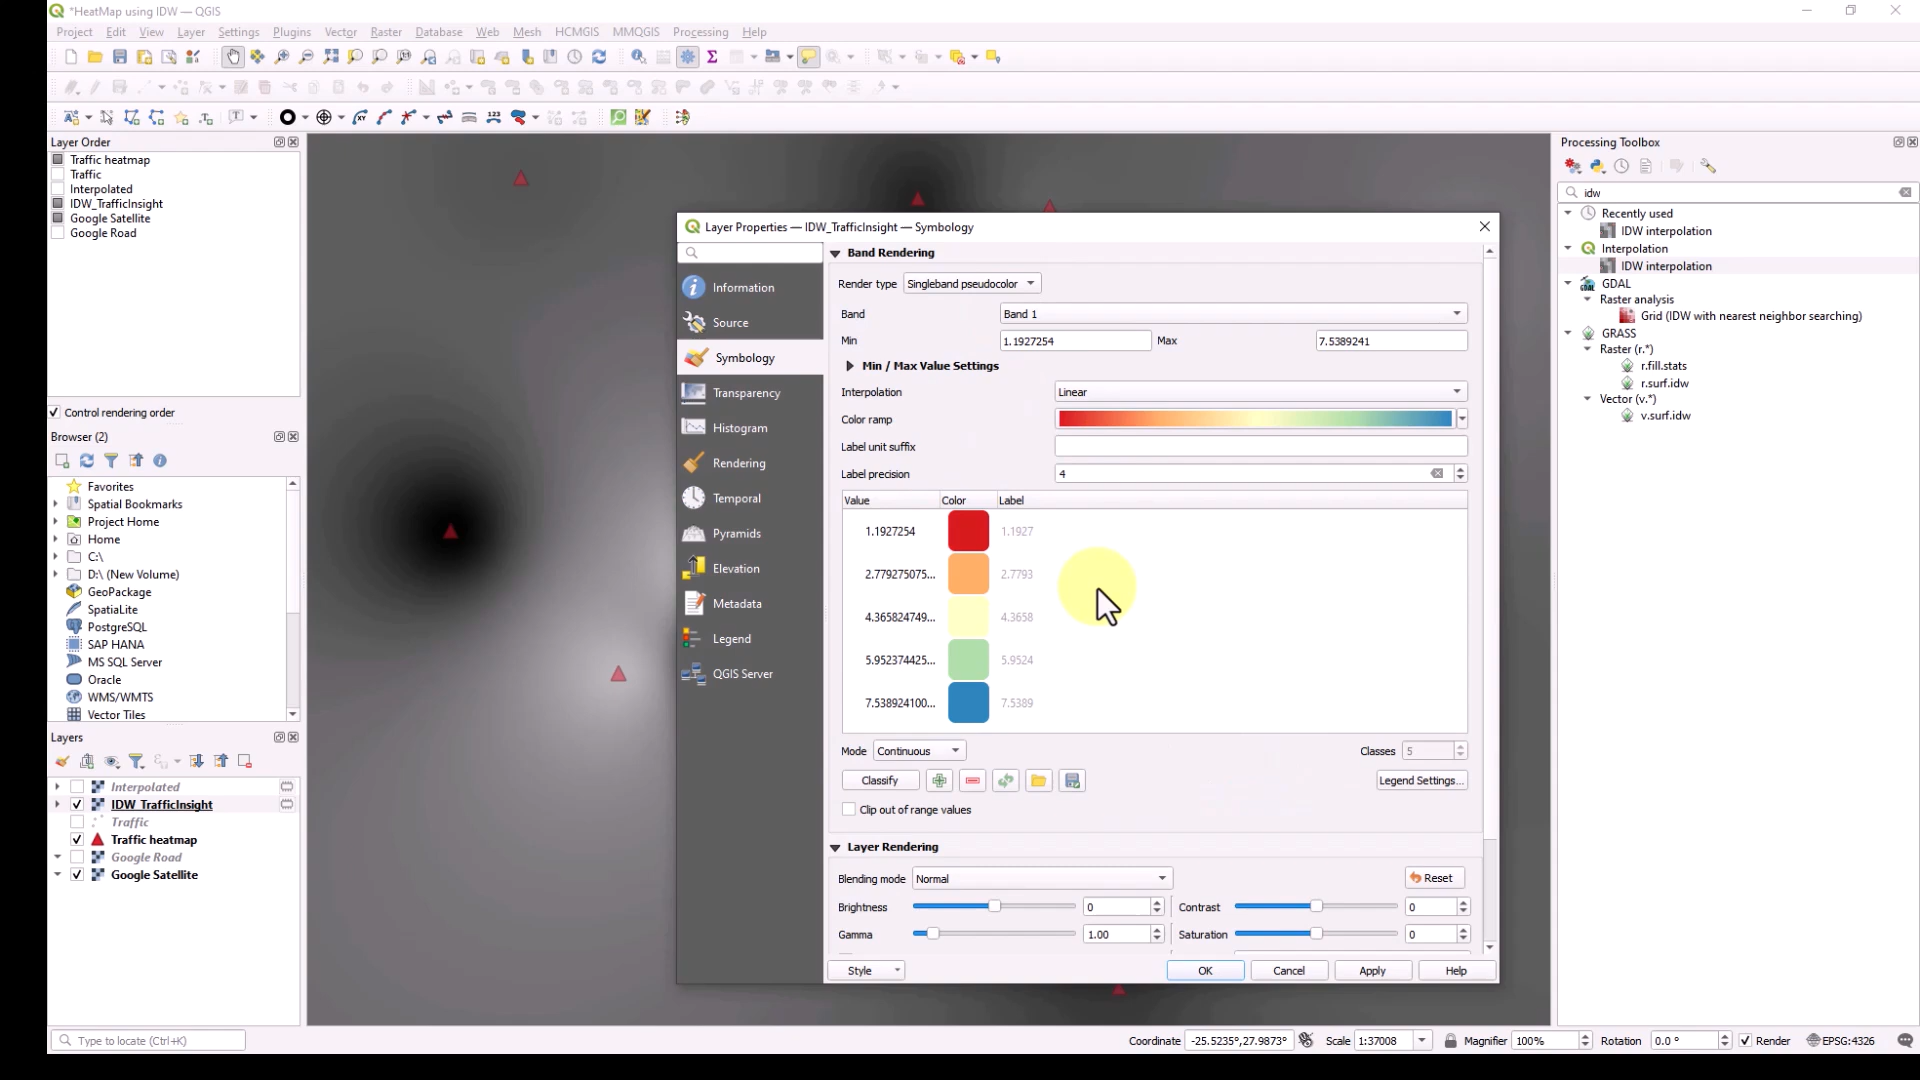 *HeatMap using IDW — QGIS
Project Edit View Layer Settings Plugins Vector Raster Database Web Mesh HCMGIS MMQGIS Processing Help
Layer Order
Traffic heatmap
Traffic
Interpolated
IDW_TrafficInsight
Google Satellite
Google Road
Control rendering order
Browser (2)
Favorites
Spatial Bookmarks
Project Home
Home
C:\
D:\ (New Volume)
GeoPackage
SpatiaLite
PostgreSQL
SAP HANA
MS SQL Server
Oracle
WMS/WMTS
Vector Tiles
Layers
Interpolated
IDW_TrafficInsight
Traffic
Traffic heatmap
Google Road
Google Satellite
Layer Properties — IDW_TrafficInsight — Symbology
Information
Source
Symbology
Transparency
Histogram
Rendering
Temporal
Pyramids
Elevation
Metadata
Legend
QGIS Server
Band Rendering
Render type Singleband pseudocolor
Band Band 1
Min 1.1927254 Max 7.5389241
Min / Max Value Settings
Interpolation Linear
Color ramp
Label unit suffix
Label precision 4
Value Color Label
1.1927254 1.1927
2.779275075... 2.7793
4.365824749... 4.3658
5.952374425... 5.9524
7.538924100... 7.5389
Mode Continuous Classes 5
Classify Legend Settings...
Clip out of range values
Layer Rendering
Blending mode Normal Reset
Brightness 0 Contrast 0
Gamma 1.00 Saturation 0
Style OK Cancel Apply Help
Processing Toolbox
idw
Recently used
IDW interpolation
Interpolation
IDW interpolation
GDAL
Raster analysis
Grid (IDW with nearest neighbor searching)
GRASS
Raster (r.*)
r.fill.stats
r.surf.idw
Vector (v.*)
v.surf.idw
Type to locate (Ctrl+K) Coordinate -25.5235°,27.9873° Scale 1:37008 Magnifier 100% Rotation 0.0 ° Render EPSG:4326